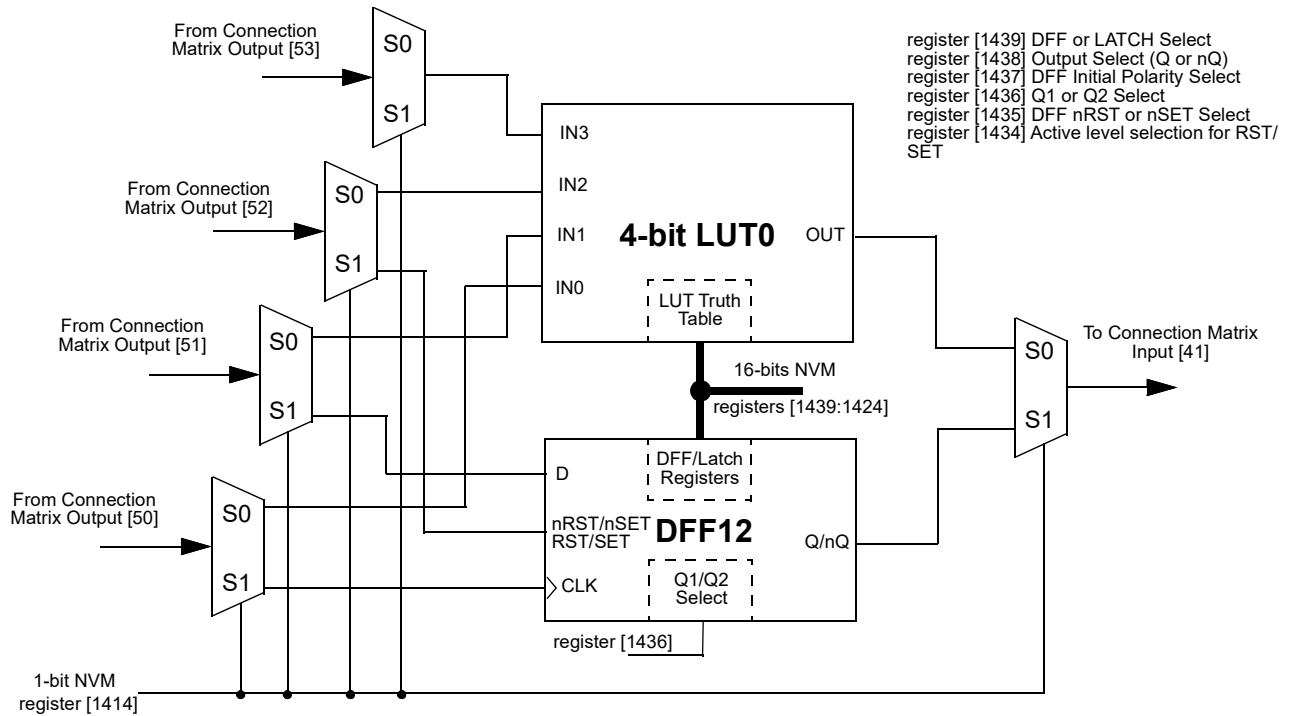 From Connection
Matrix Output [53]
S0
S1
register [1439] DFF or LATCH Select
register [1438] Output Select (Q or nQ)
register [1437] DFF Initial Polarity Select
register [1436] Q1 or Q2 Select
register [1435] DFF nRST or nSET Select
register [1434] Active level selection for RST/
SET
From Connection
Matrix Output [52]
S0
S1
IN3
IN2
IN1
IN0
4-bit LUT0
OUT
LUT Truth
Table
From Connection
Matrix Output [51]
S0
S1
16-bits NVM
registers [1439:1424]
S0
S1
To Connection Matrix
Input [41]
From Connection
Matrix Output [50]
S0
S1
D
nRST/nSET
RST/SET
CLK
DFF/Latch
Registers
DFF12
Q/nQ
Q1/Q2
Select
register [1436]
1-bit NVM
register [1414]